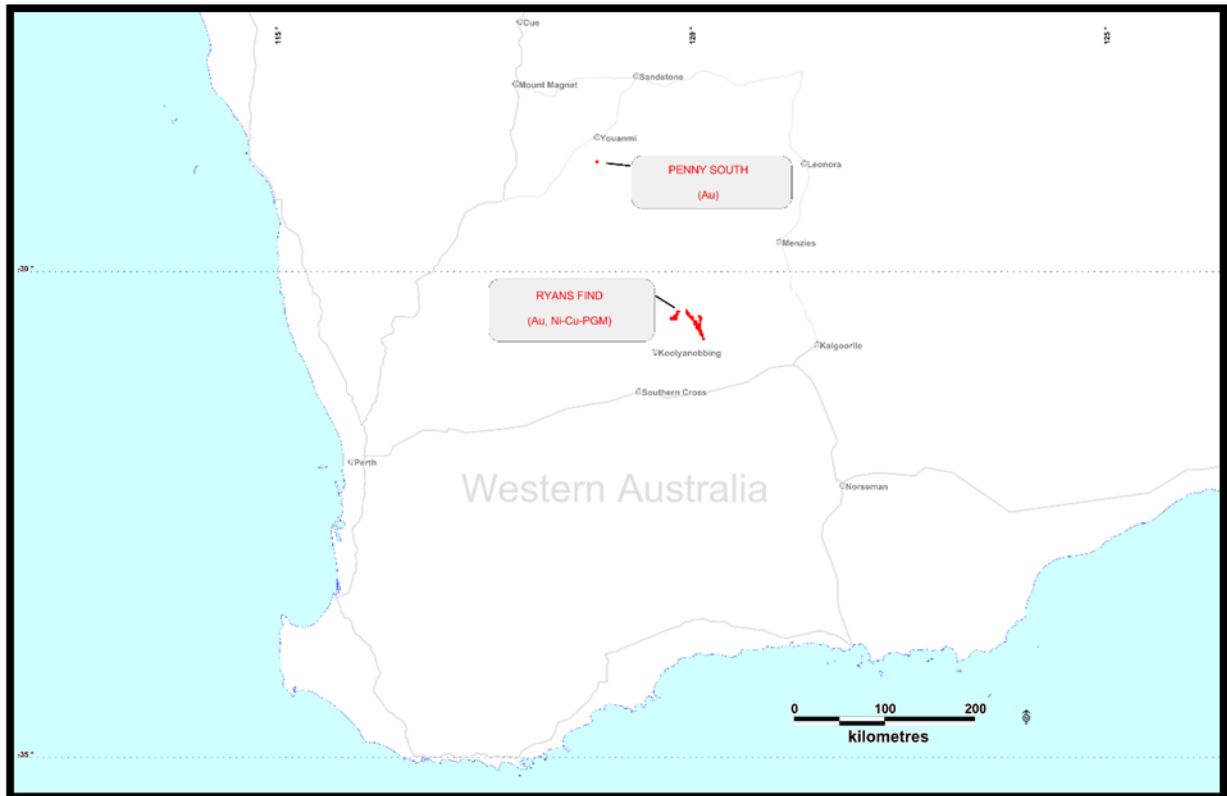 Cue
115 °
120 °
125 °
Mount Magnet
Sandstone
Youanmi
PENNY SOUTH
(Au)
Leonora
Menzies
-30 °
RYANS FIND
(Au, Ni-Cu-PGM)
Koolyanobbing
Kalgoorlie
Southern Cross
Perth
Western Australia
Norseman
0 100 200
kilometres
-35 °